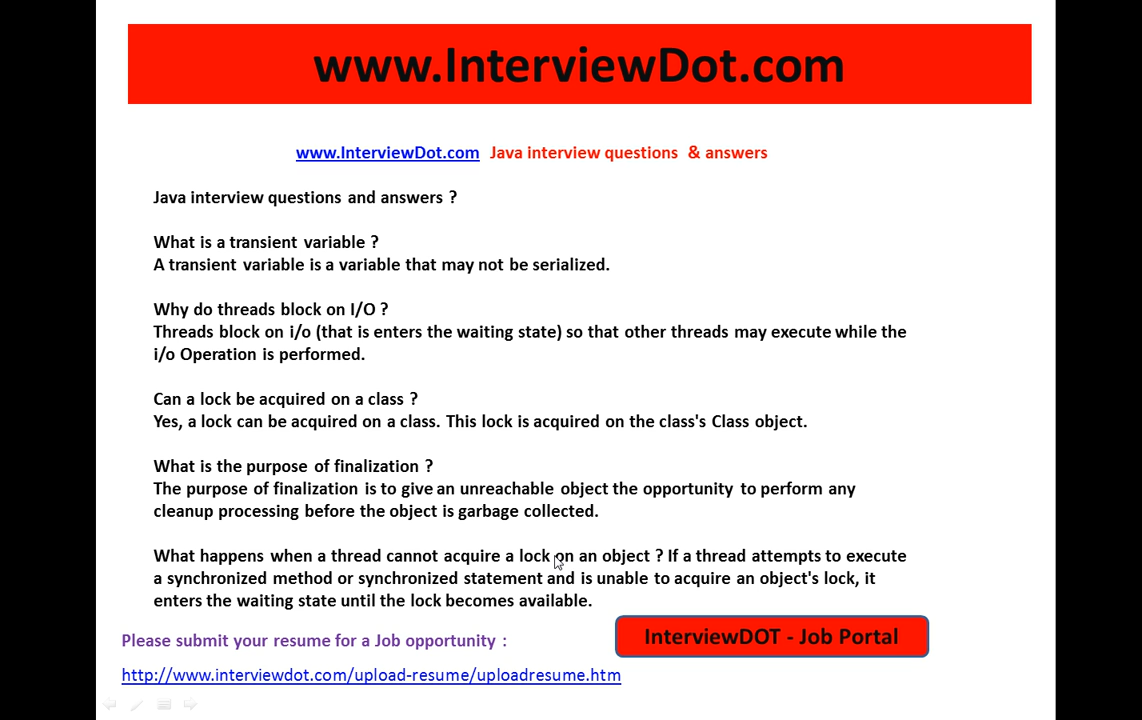 www.InterviewDot.com
www.InterviewDot.com Java interview questions & answers
Java interview questions and answers ?
What is a transient variable ?
A transient variable is a variable that may not be serialized.
Why do threads block on I/O ?
Threads block on i/o (that is enters the waiting state) so that other threads may execute while the
i/o Operation is performed.
Can a lock be acquired on a class ?
Yes, a lock can be acquired on a class. This lock is acquired on the class's Class object.
What is the purpose of finalization ?
The purpose of finalization is to give an unreachable object the opportunity to perform any
cleanup processing before the object is garbage collected.
What happens when a thread cannot acquire a lock on an object ? If a thread attempts to execute
a synchronized method or synchronized statement and is unable to acquire an object's lock, it
enters the waiting state until the lock becomes available.
Please submit your resume for a Job opportunity :
InterviewDOT - Job Portal
http://www.interviewdot.com/upload-resume/uploadresume.htm